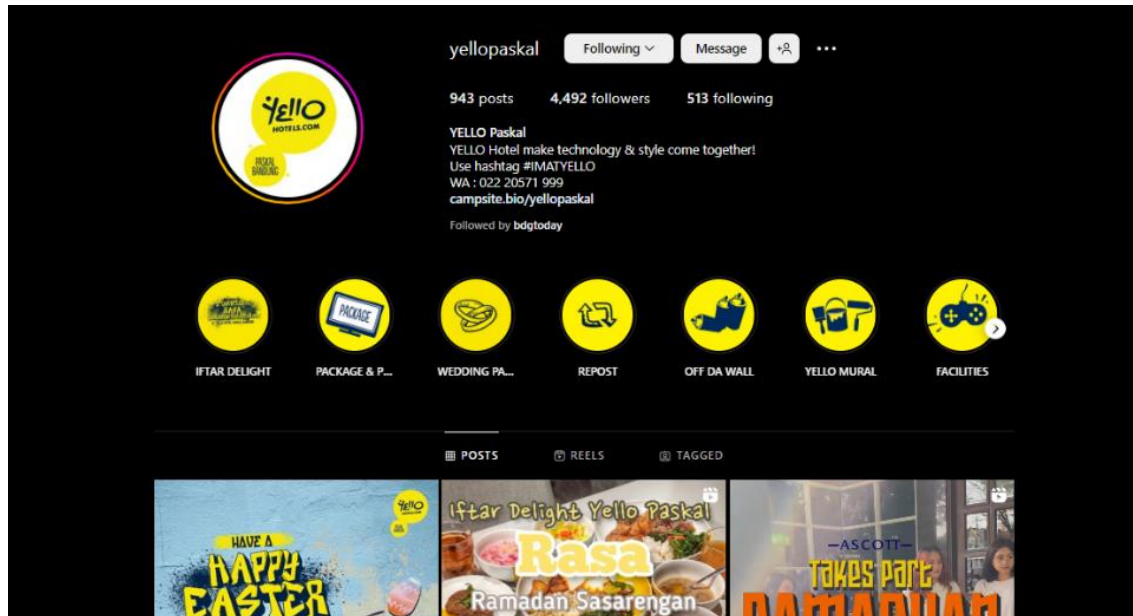 yellopaskal Following Message
943 posts 4,492 followers 513 following
YELLO Paskal
YELLO Hotel make technology & style come together!
Use hashtag #IMATYELLO
WA : 022 20571 999
campsite.bio/yellopaskal
Followed by bdgtoday
YELLO
HOTELS.COM
PASKAL
BANDUNG
PACKAGE
IFTAR DELIGHT PACKAGE & P... WEDDING PA... REPOST OFF DA WALL YELLO MURAL FACILITIES
POSTS REELS TAGGED
YELLO
HOTELS.COM
HAVE A
HAPPY
EASTER
Iftar Delight Yello Paskal
Rasa
Ramadan Sasarengan
ASCOTT
TAKES PART
RAMADHAN